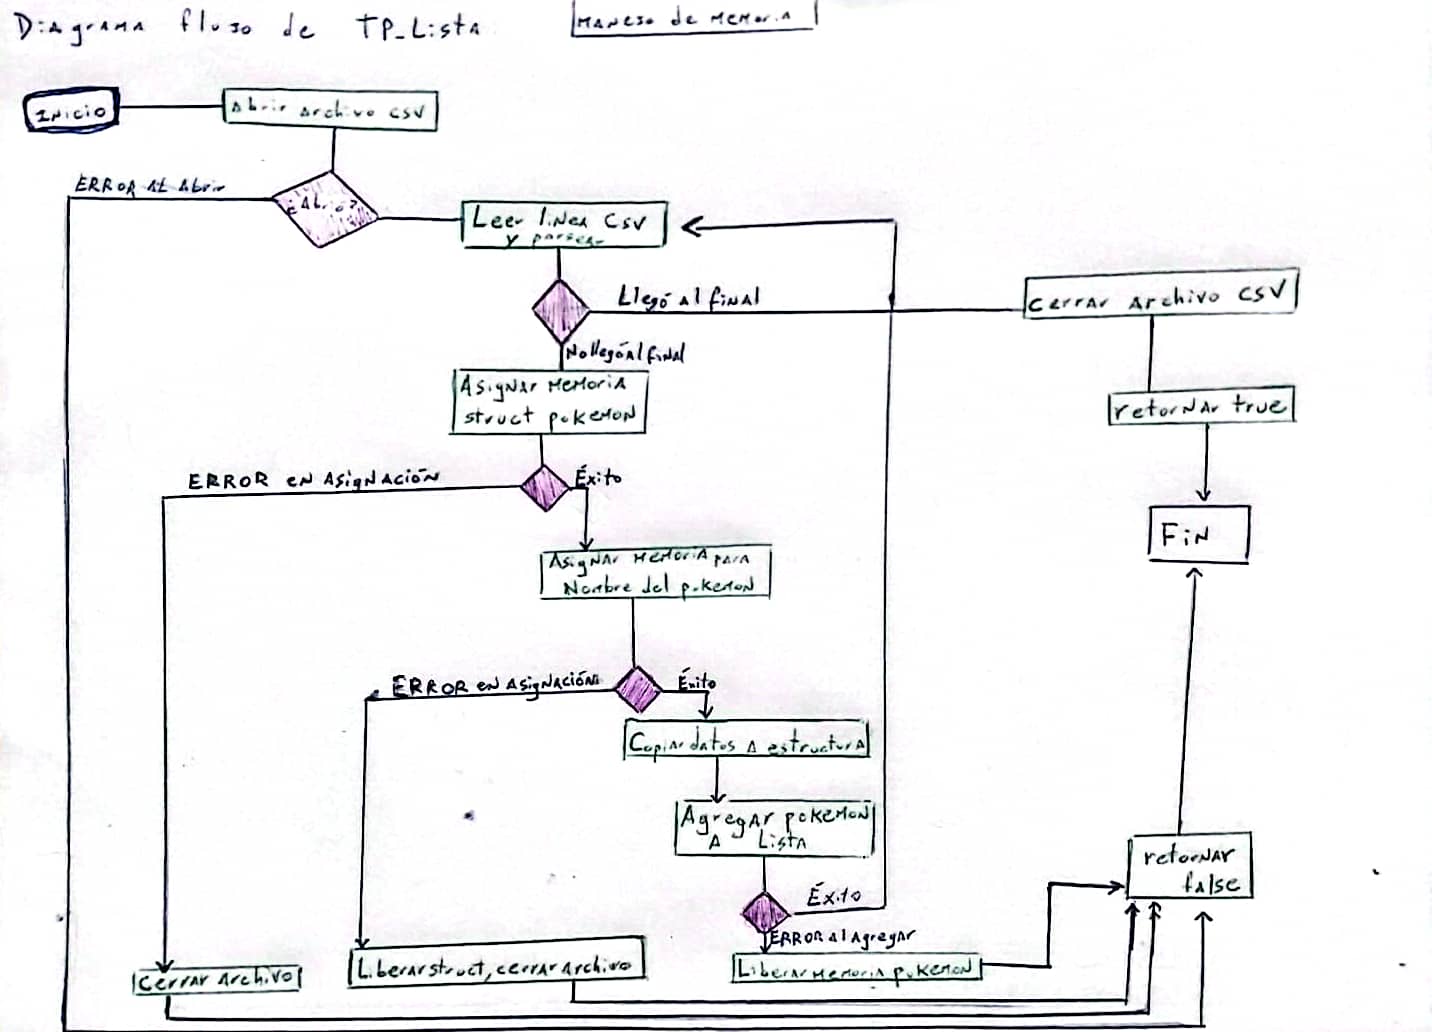 Diagrama flujo de TP_Lista
Manejo de Memoria
Inicio
Abrir Archivo CSV
ERROR AL Abrir
¿Abrió?
Leer linea CSV
y parsear
Llegó al final
No llegó al final
Cerrar Archivo CSV
retornar true
Fin
Asignar Memoria
struct pokemon
ERROR en Asignación
Éxito
Asignar Memoria para
Nombre del pokemon
ERROR en Asignación
Éxito
Copiar datos a estructura
Agregar pokemon
a Lista
Éxito
ERROR al Agregar
retornar
false
Cerrar Archivo
Liberar struct, cerrar Archivo
Liberar Memoria pokemon